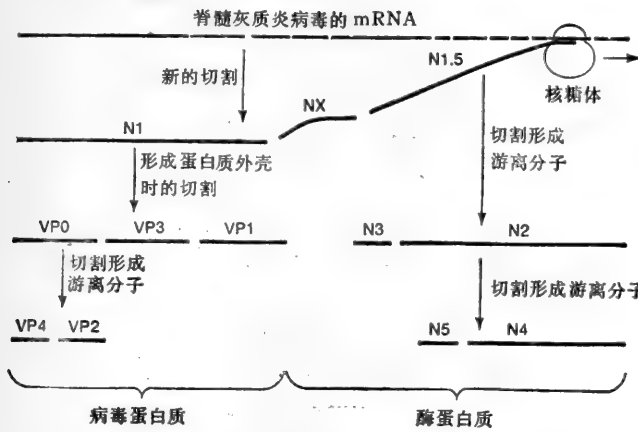 脊髓灰质炎病毒的mRNA
N1.5
新的切割
NX
核糖体
N1
切割形成
游离分子
形成蛋白质外壳
时的切割
VP0 VP3 VP1
N3 N2
切割形成
游离分子
切割形成游离分子
VP4 VP2
N5 N4
病毒蛋白质
酶蛋白质